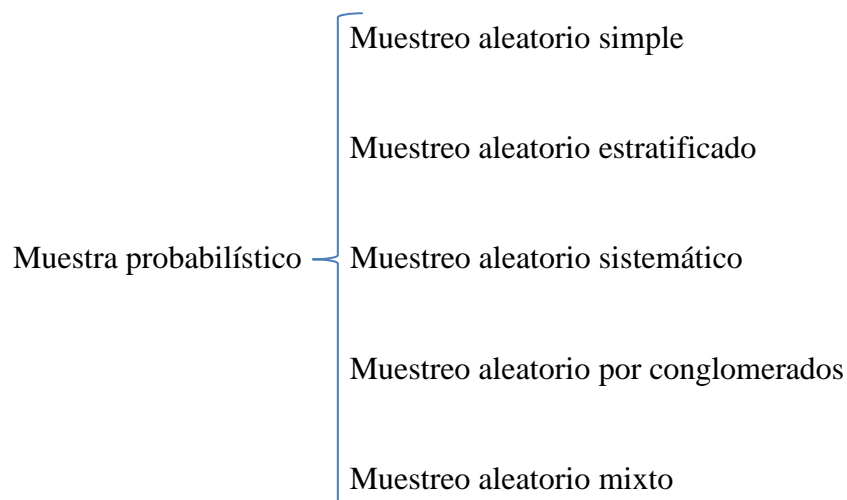 Muestreo aleatorio simple
Muestreo aleatorio estratificado
Muestra probabilístico
Muestreo aleatorio sistemático
Muestreo aleatorio por conglomerados
Muestreo aleatorio mixto